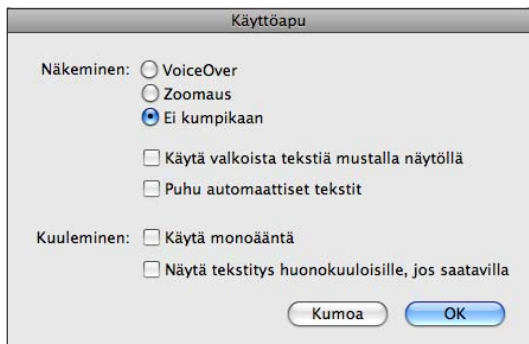 Käyttöapu
Näkeminen: VoiceOver
Zoomaus
Ei kumpikaan
Käytä valkoista tekstiä mustalla näytöllä
Puhu automaattiset tekstit
Kuuleminen: Käytä monoääntä
Näytä tekstitys huonokuuloisille, jos saatavilla
Kumoa OK